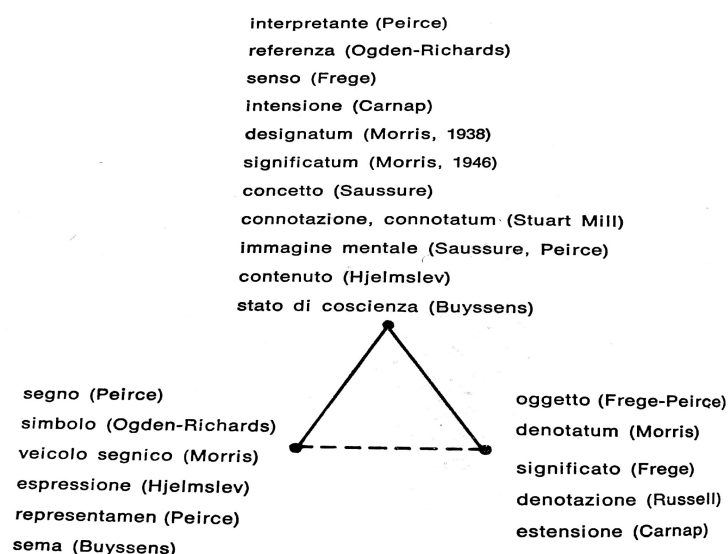 interpretante (Peirce)
referenza (Ogden-Richards)
senso (Frege)
intensione (Carnap)
designatum (Morris, 1938)
significatum (Morris, 1946)
concetto (Saussure)
connotazione, connotatum (Stuart Mill)
immagine mentale (Saussure, Peirce)
contenuto (Hjelmslev)
stato di coscienza (Buyssens)
segno (Peirce)
simbolo (Ogden-Richards)
veicolo segnico (Morris)
espressione (Hjelmslev)
representamen (Peirce)
sema (Buyssens)
oggetto (Frege-Peirce)
denotatum (Morris)
significato (Frege)
denotazione (Russell)
estensione (Carnap)